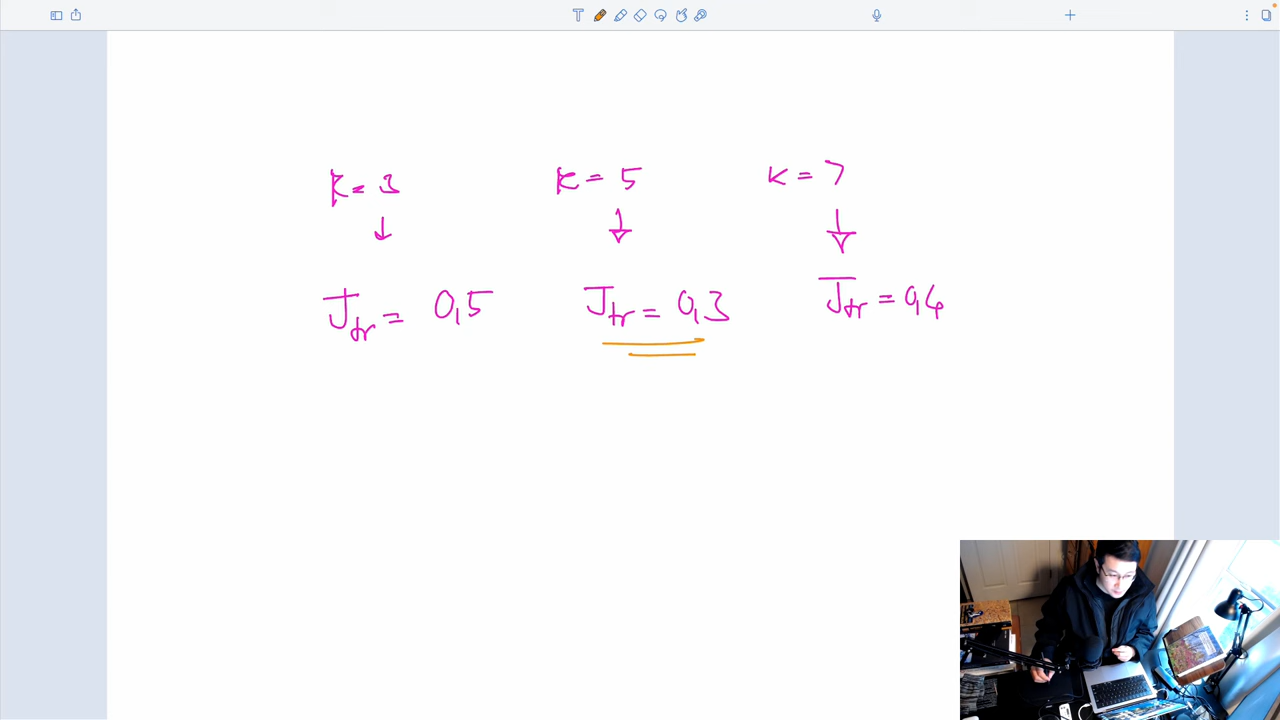 K = 3 K = 5 K = 7
Jtr = 0,5 Jtr = 0,3 Jtr = 0,4